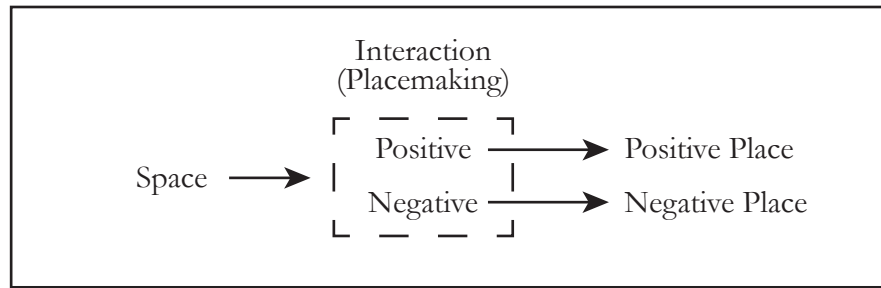 Interaction
(Placemaking)
Positive
Positive Place
Space
Negative
Negative Place